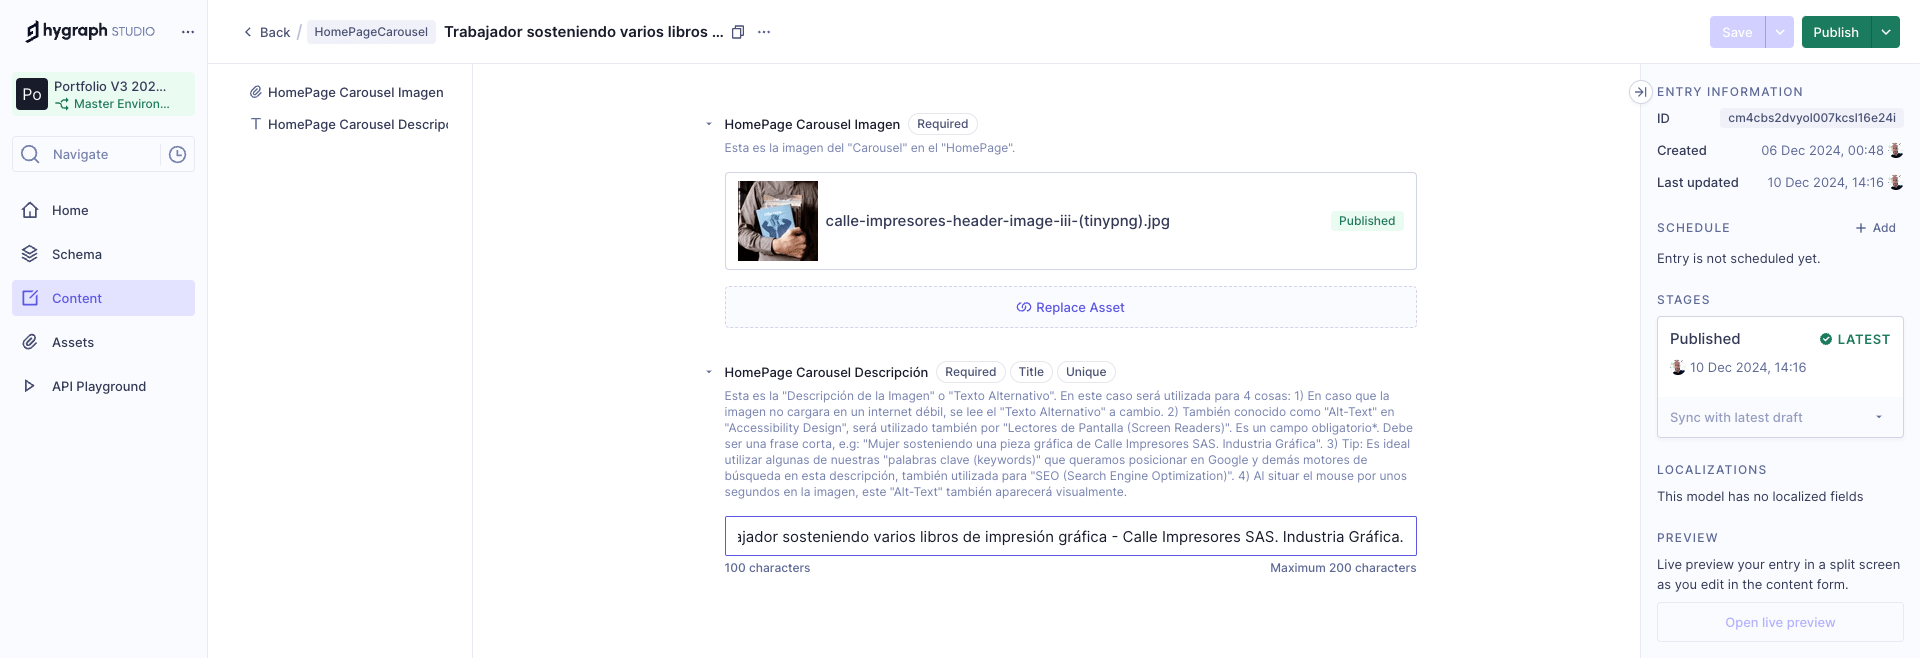 hygraph STUDIO
Po
Portfolio V3 202...
Master Environ...
Navigate
Home
Schema
Content
Assets
API Playground
Back / HomePageCarousel Trabajador sosteniendo varios libros ...
Save
Publish
HomePage Carousel Imagen
HomePage Carousel Descripc
HomePage Carousel Imagen Required
Esta es la imagen del "Carousel" en el "HomePage".
calle-impresores-header-image-iii-(tinypng).jpg Published
Replace Asset
HomePage Carousel Descripción Required Title Unique
Esta es la "Descripción de la Imagen" o "Texto Alternativo". En este caso será utilizada para 4 cosas: 1) En caso que la
imagen no cargara en un internet débil, se lee el "Texto Alternativo" a cambio. 2) También conocido como "Alt-Text" en
"Accessibility Design", será utilizado también por "Lectores de Pantalla (Screen Readers)". Es un campo obligatorio*. Debe
ser una frase corta, e.g: "Mujer sosteniendo una pieza gráfica de Calle Impresores SAS. Industria Gráfica". 3) Tip: Es ideal
utilizar algunas de nuestras "palabras clave (keywords)" que queramos posicionar en Google y demás motores de
búsqueda en esta descripción, también utilizada para "SEO (Search Engine Optimization)". 4) Al situar el mouse por unos
segundos en la imagen, este "Alt-Text" también aparecerá visualmente.
ajador sosteniendo varios libros de impresión gráfica - Calle Impresores SAS. Industria Gráfica.
100 characters Maximum 200 characters
ENTRY INFORMATION
ID cm4cbs2dvyol007kcsl16e24i
Created 06 Dec 2024, 00:48
Last updated 10 Dec 2024, 14:16
SCHEDULE + Add
Entry is not scheduled yet.
STAGES
Published LATEST
10 Dec 2024, 14:16
Sync with latest draft
LOCALIZATIONS
This model has no localized fields
PREVIEW
Live preview your entry in a split screen
as you edit in the content form.
Open live preview